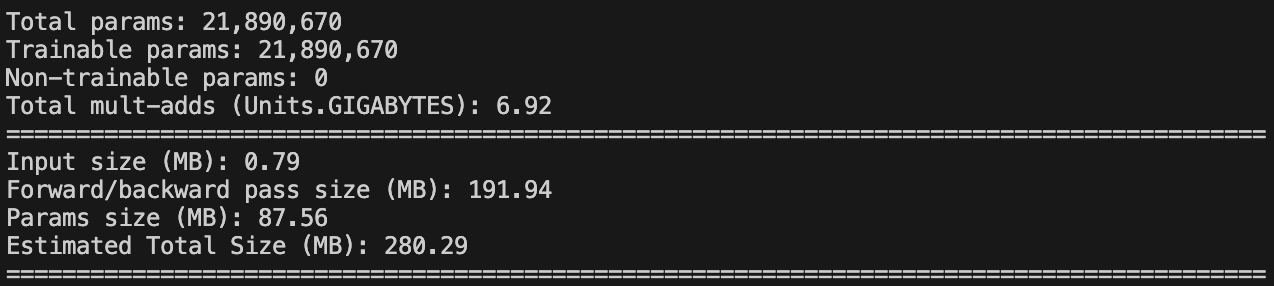 Total params: 21,890,670
Trainable params: 21,890,670
Non-trainable params: 0
Total mult-adds (Units.GIGABYTES): 6.92
==========================================================================================
Input size (MB): 0.79
Forward/backward pass size (MB): 191.94
Params size (MB): 87.56
Estimated Total Size (MB): 280.29
==========================================================================================